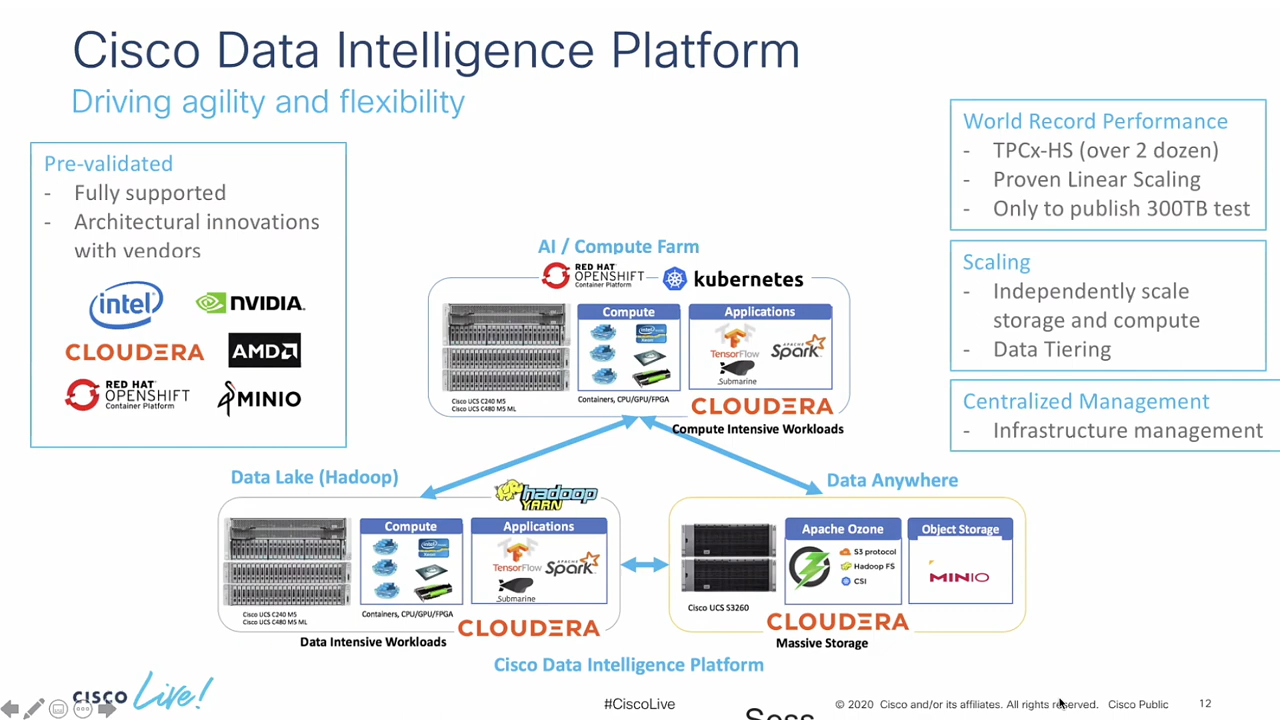 Cisco Data Intelligence Platform
Driving agility and flexibility
Pre-validated
- Fully supported
- Architectural innovations
with vendors
intel
NVIDIA.
CLOUDERA
AMD
RED HAT
OPENSHIFT
Container Platform
MINIO
World Record Performance
- TPCx-HS (over 2 dozen)
- Proven Linear Scaling
- Only to publish 300TB test
Scaling
- Independently scale
storage and compute
- Data Tiering
Centralized Management
- Infrastructure management
AI / Compute Farm
RED HAT
OPENSHIFT
Container Platform
kubernetes
Compute
Applications
TensorFlow
APACHE
Spark
Submarine
Cisco UCS C240 M5
Cisco UCS C480 M5 ML
Containers, CPU/GPU/FPGA
CLOUDERA
Compute Intensive Workloads
Data Lake (Hadoop)
hadoop
YARN
Compute
Applications
TensorFlow
APACHE
Spark
Submarine
Cisco UCS C240 M5
Cisco UCS C480 M5 ML
Containers, CPU/GPU/FPGA
CLOUDERA
Data Intensive Workloads
Data Anywhere
Apache Ozone
S3 protocol
Hadoop FS
CSI
Object Storage
MINIO
Cisco UCS S3260
CLOUDERA
Massive Storage
Cisco Data Intelligence Platform
CISCO Live!
#CiscoLive
© 2020 Cisco and/or its affiliates. All rights reserved. Cisco Public
12